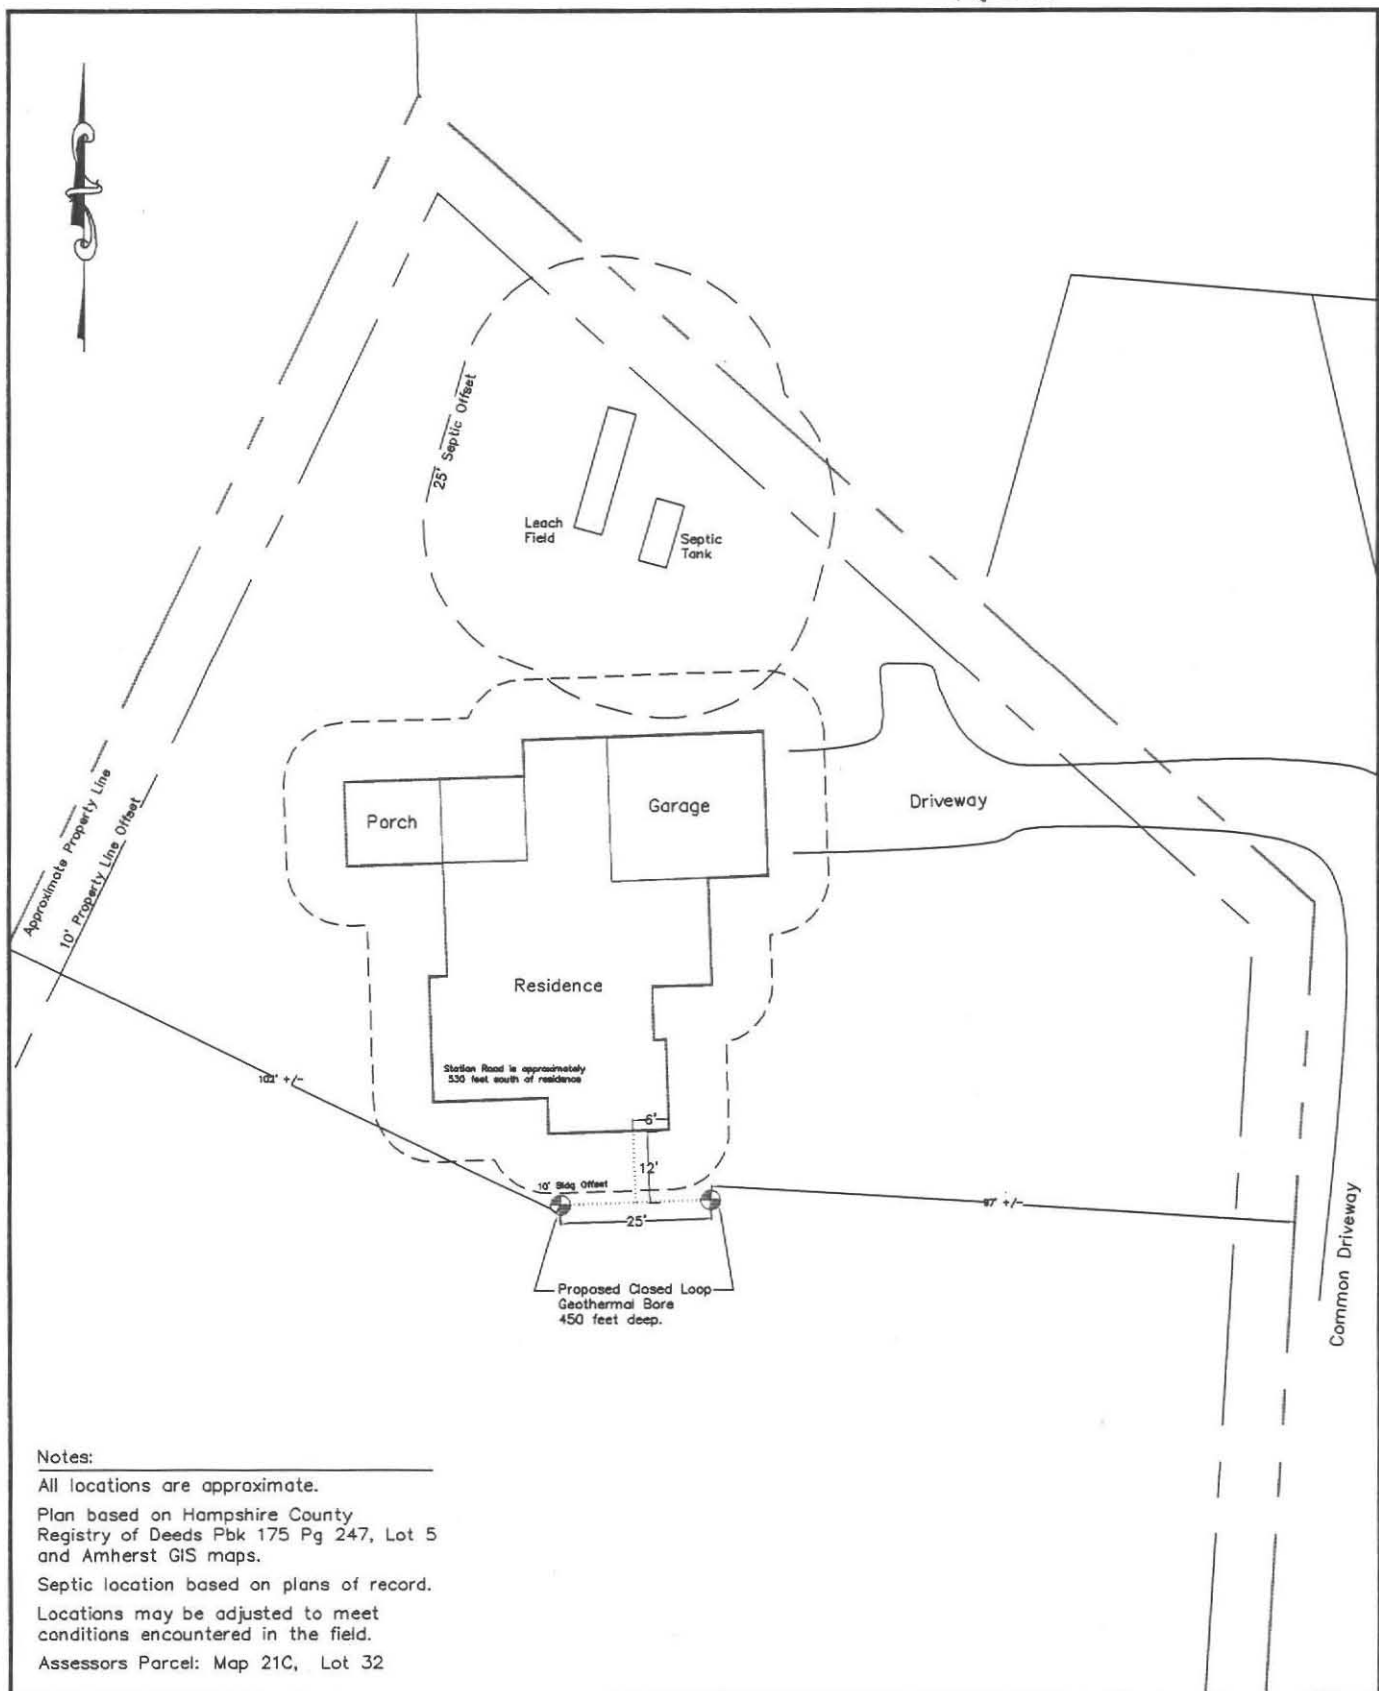 25' Septic Offset
Leach
Field
Septic
Tank
Approximate Property Line
10' Property Line Offset
Porch
Garage
Driveway
Residence
Station Road is approximately
530 feet south of residence
6'
12'
10' Bldg Offset
25'
Proposed Closed Loop
Geothermal Bore
450 feet deep.
Common Driveway
Notes:
All locations are approximate.
Plan based on Hampshire County
Registry of Deeds Pbk 175 Pg 247, Lot 5
and Amherst GIS maps.
Septic location based on plans of record.
Locations may be adjusted to meet
conditions encountered in the field.
Assessors Parcel: Map 21C, Lot 32